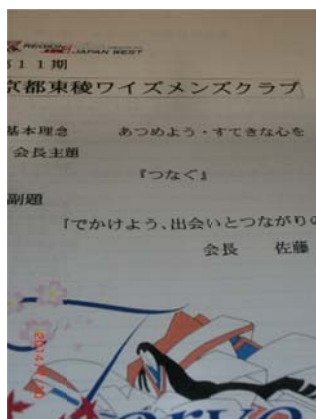 REGION JAPAN WEST
第11期
京都東稜ワイズメンズクラブ
基本理念 あつめよう・すてきな心を
会長主題
『つなぐ』
副題
『でかけよう、出会いとつながりの
会長 佐藤